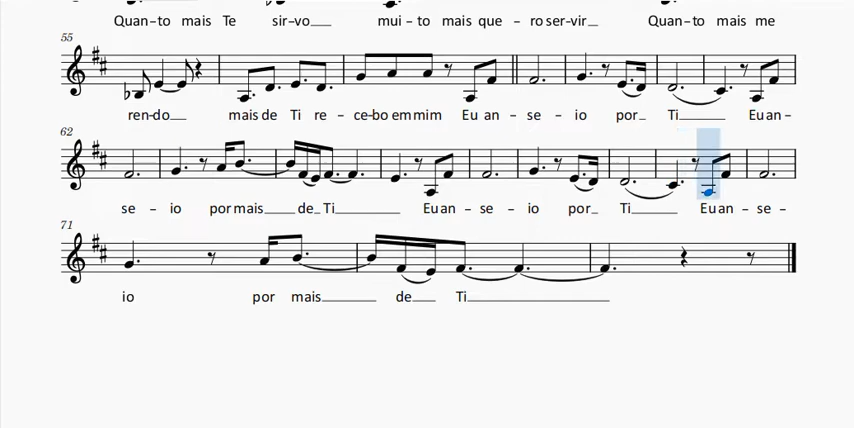 Quan-to mais Te sir-vo mui-to mais que-ro ser-vir Quan-to mais me
55
ren-do mais de Ti re-ce-bo em mim Eu an-se-io por Ti Eu an-
62
se-io por mais de Ti Eu an-se-io por Ti Eu an-se-
71
io por mais de Ti